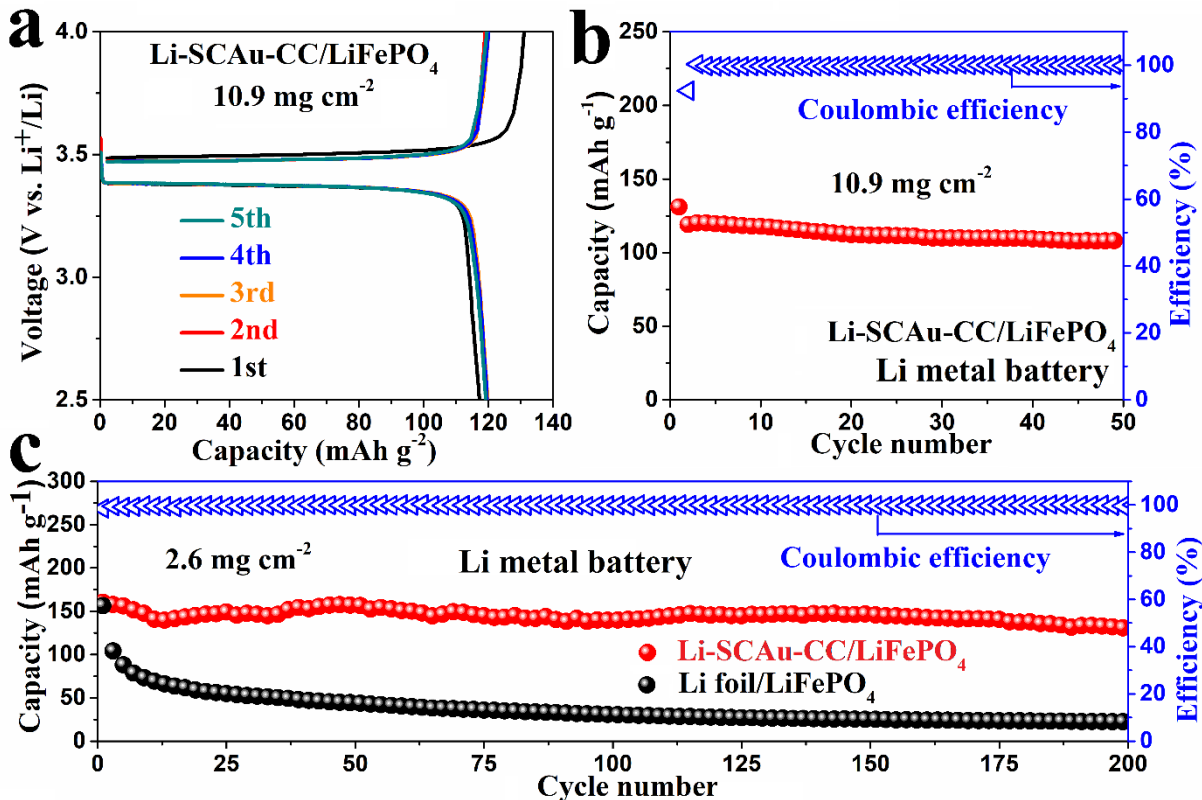 a
Li-SCAu-CC/LiFePO₄
10.9 mg cm⁻²
Voltage (V vs. Li⁺/Li)
4.0
3.5
3.0
2.5
5th
4th
3rd
2nd
1st
0 20 40 60 80 100 120 140
Capacity (mAh g⁻²)
b
Capacity (mAh g⁻¹)
250
200
150
100
50
0
Coulombic efficiency
10.9 mg cm⁻²
Li-SCAu-CC/LiFePO₄
Li metal battery
100
80
60
40
20
0
Efficiency (%)
0 10 20 30 40 50
Cycle number
c
Capacity (mAh g⁻¹)
300
250
200
150
100
50
0
2.6 mg cm⁻²
Li metal battery
Coulombic efficiency
Li-SCAu-CC/LiFePO₄
Li foil/LiFePO₄
100
80
60
40
20
0
Efficiency (%)
0 25 50 75 100 125 150 175 200
Cycle number